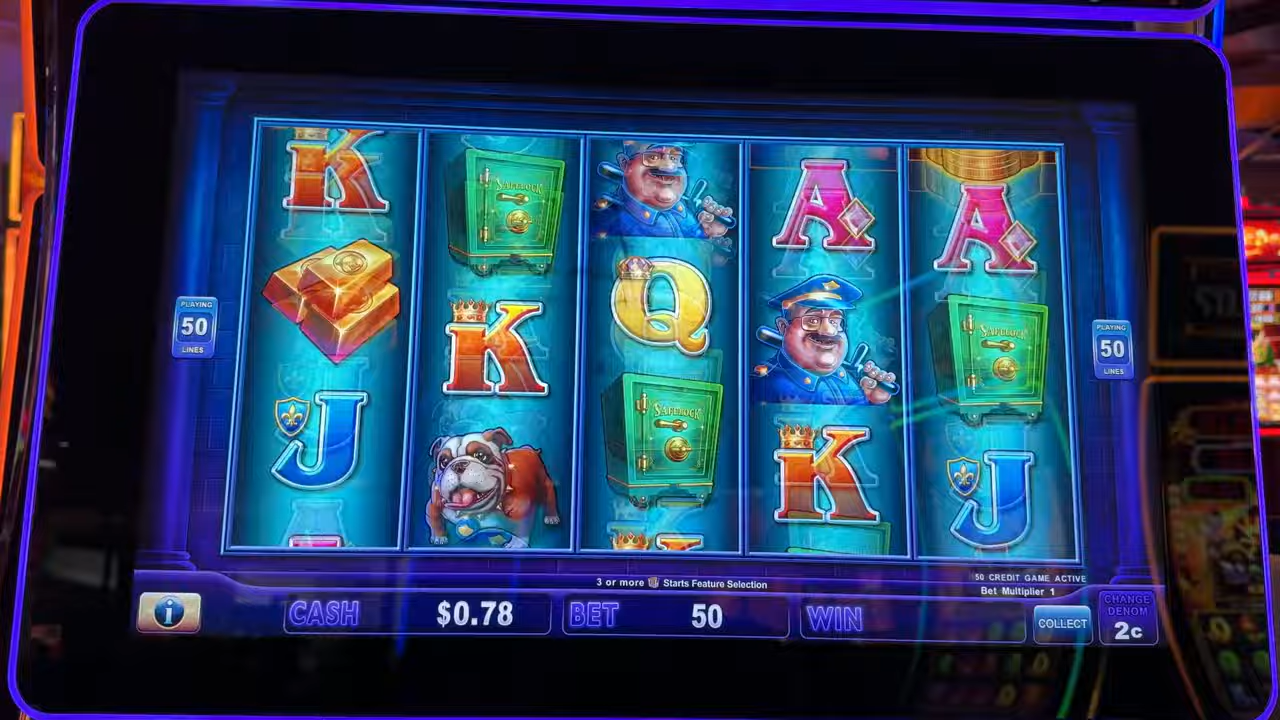 K
A
SAFELOCK
A
Q
PLAYING
50
LINES
K
SAFELOCK
PLAYING
50
LINES
J
SAFELOCK
K
J
3 or more Starts Feature Selection
50 CREDIT GAME ACTIVE
Bet Multiplier 1
i
CASH
$0.78
BET
50
WIN
COLLECT
CHANGE
DENOM
2c